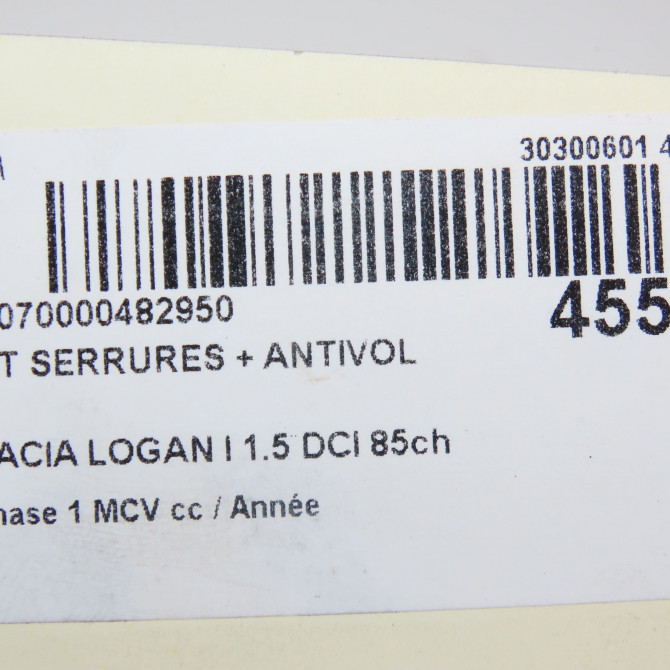 30300601 4
070000482950
455
T SERRURES + ANTIVOL
ACIA LOGAN I 1.5 DCI 85ch
hase 1 MCV cc / Année